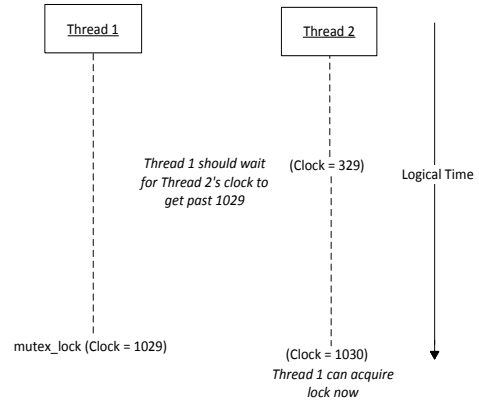 Thread 1
Thread 2
Thread 1 should wait
for Thread 2's clock to
get past 1029
(Clock = 329)
Logical Time
mutex_lock (Clock = 1029)
(Clock = 1030)
Thread 1 can acquire
lock now